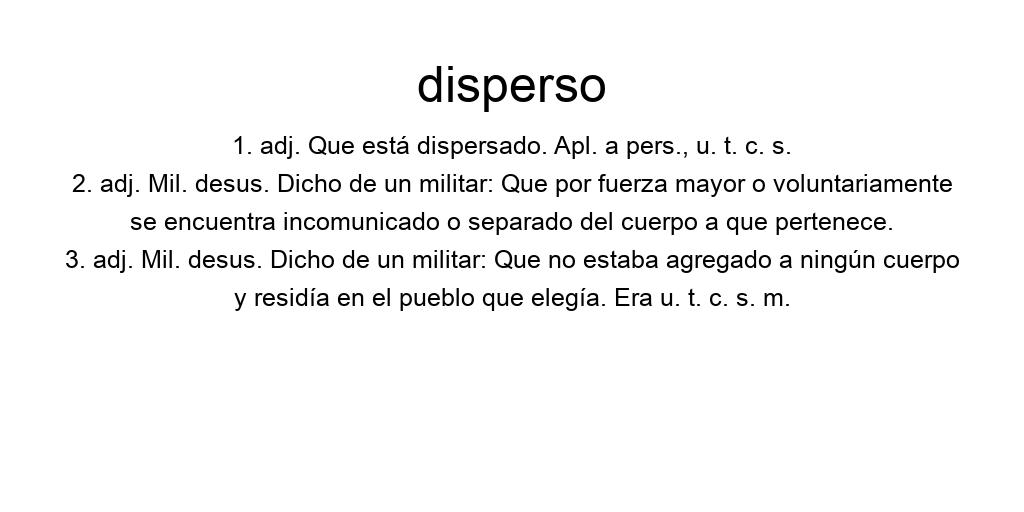 disperso
1. adj. Que está dispersado. Apl. a pers., u. t. c. s.
2. adj. Mil. desus. Dicho de un militar: Que por fuerza mayor o voluntariamente
se encuentra incomunicado o separado del cuerpo a que pertenece.
3. adj. Mil. desus. Dicho de un militar: Que no estaba agregado a ningún cuerpo
y residía en el pueblo que elegía. Era u. t. c. s. m.